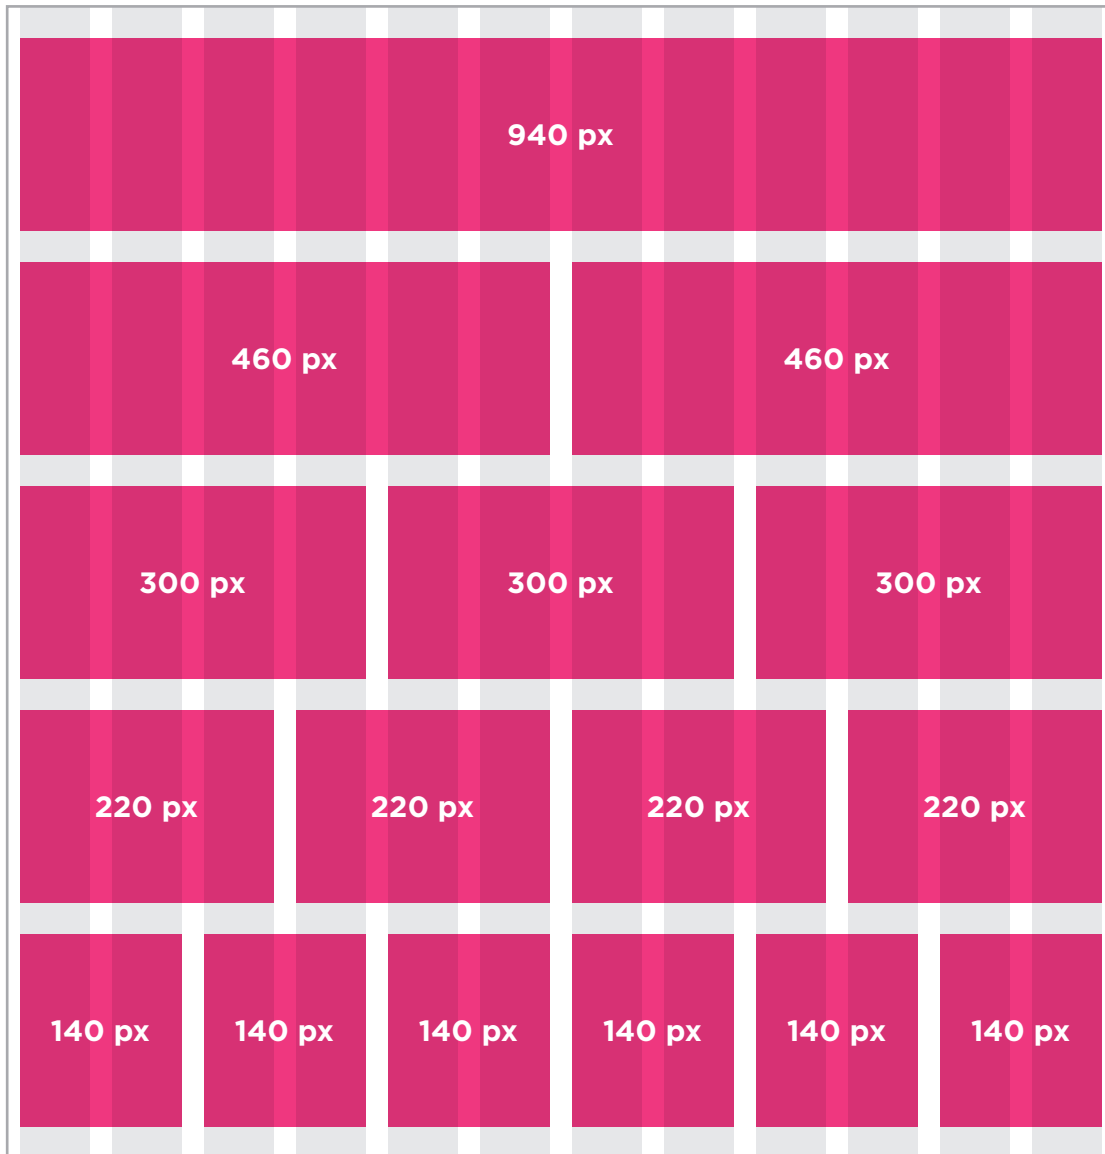 940 px
460 px 460 px
300 px 300 px 300 px
220 px 220 px 220 px 220 px
140 px 140 px 140 px 140 px 140 px 140 px